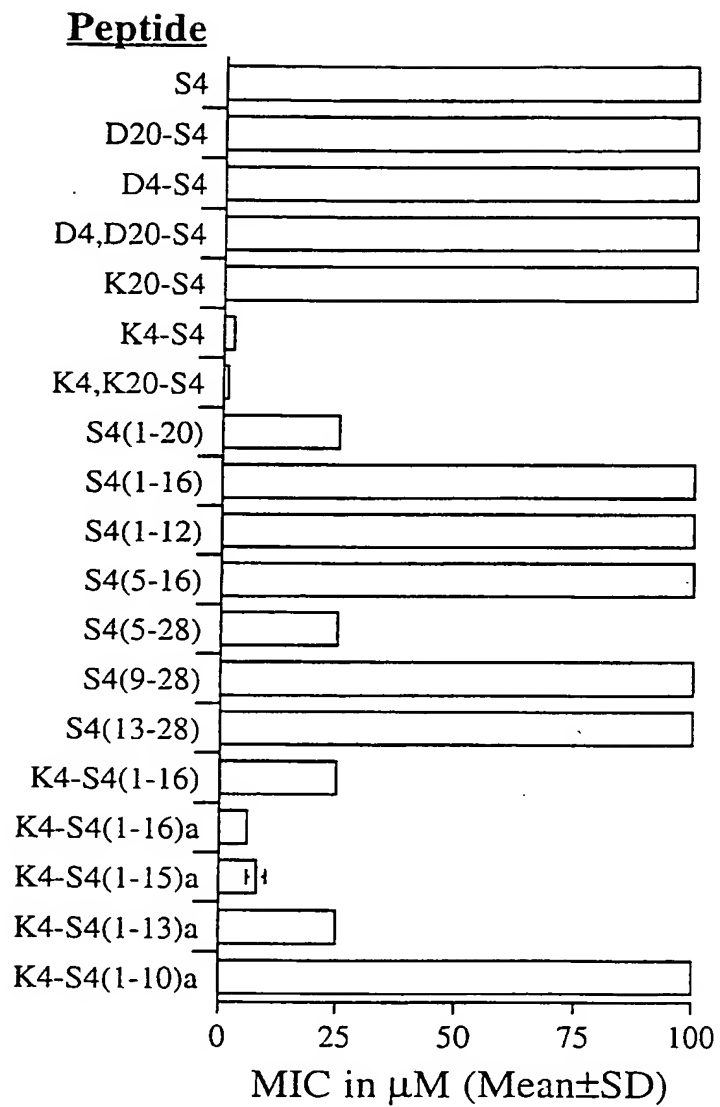 Peptide
S4
D20-S4
D4-S4
D4,D20-S4
K20-S4
K4-S4
K4,K20-S4
S4(1-20)
S4(1-16)
S4(1-12)
S4(5-16)
S4(5-28)
S4(9-28)
S4(13-28)
K4-S4(1-16)
K4-S4(1-16)a
K4-S4(1-15)a
K4-S4(1-13)a
K4-S4(1-10)a
0 25 50 75 100
MIC in µM (Mean±SD)